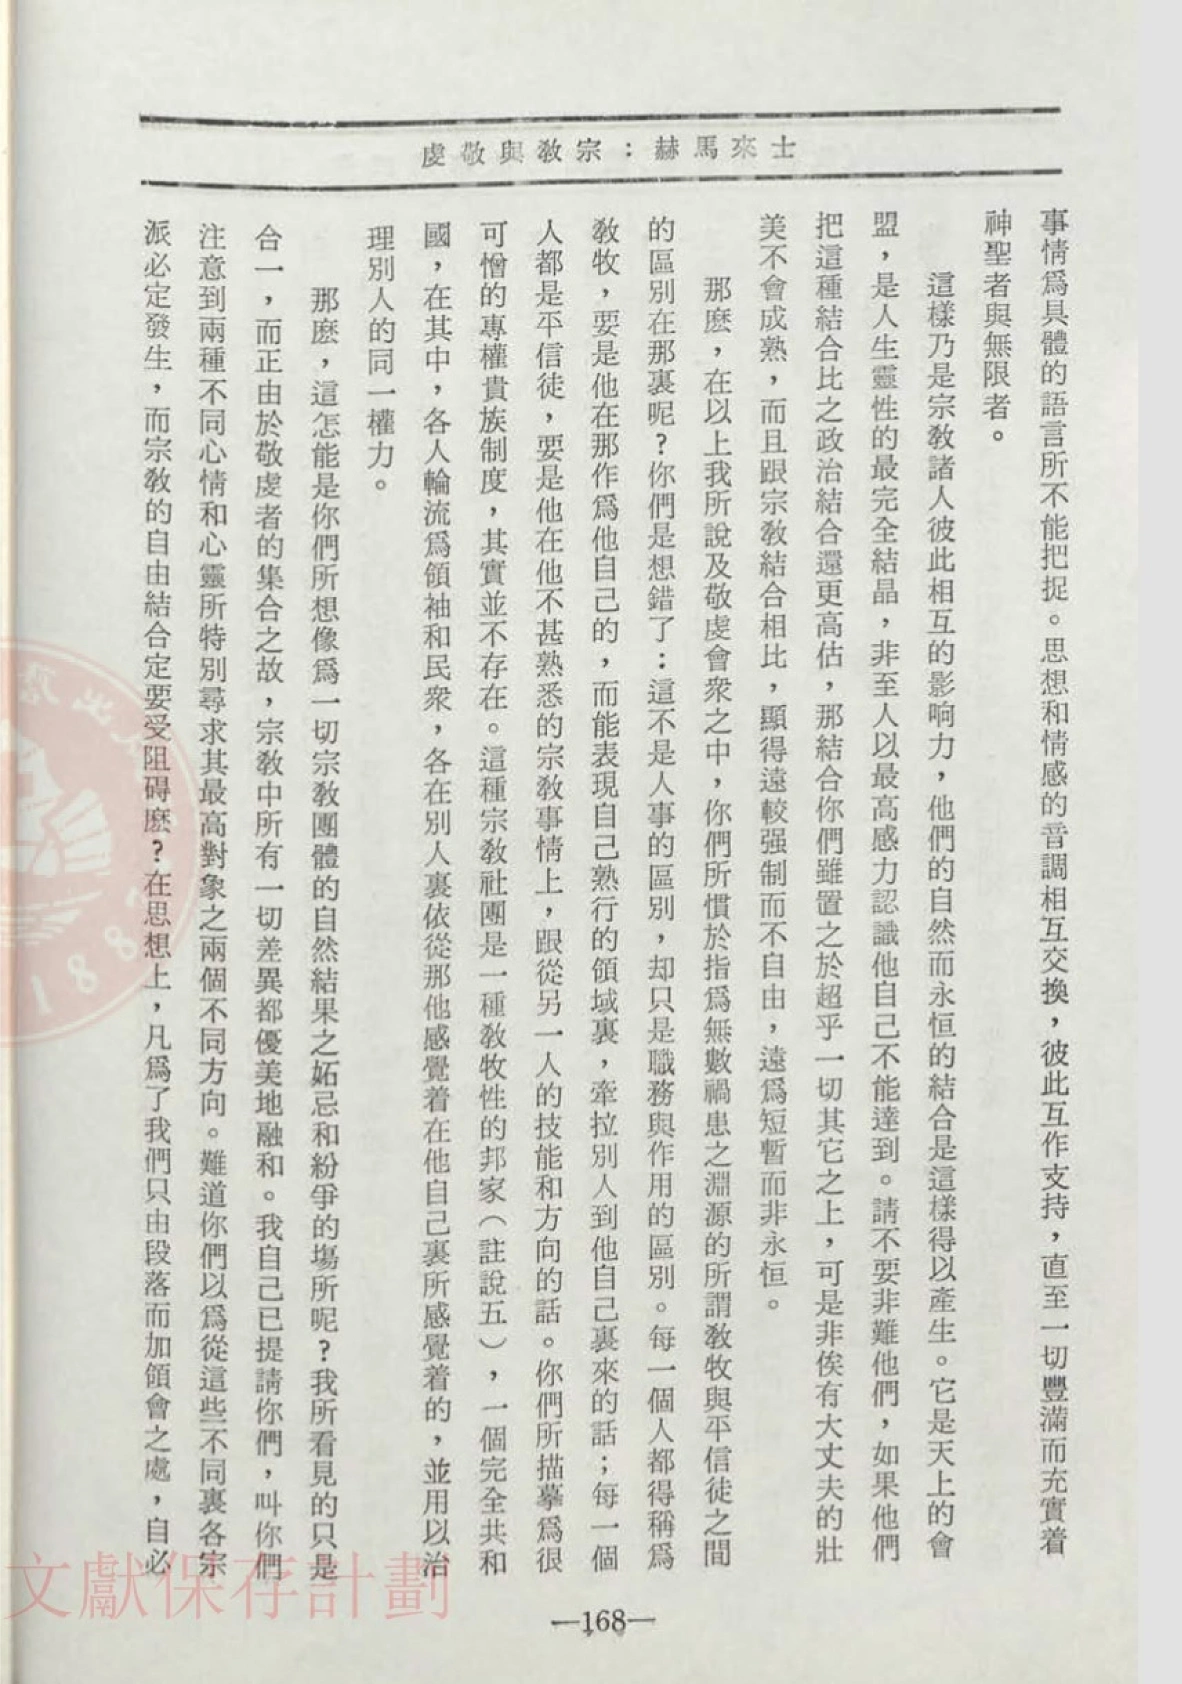 士來馬赫：宗敎與敬虔
事情爲具體的語言所不能把捉。思想和情感的音調相互交換，彼此互作支持，直至一切豐滿而充實着
神聖者與無限者。
這樣乃是宗敎諸人彼此相互的影响力，他們的自然而永恒的結合是這樣得以產生。它是天上的會
盟，是人生靈性的最完全結晶，非至人以最高感力認識他自己不能達到。請不要非難他們，如果他們
把這種結合比之政治結合還更高估，那結合你們雖置之於超乎一切其它之上，可是非俟有大丈夫的壯
美不會成熟，而且跟宗敎結合相比，顯得遠較强制而不自由，遠爲短暫而非永恒。
那麽，在以上我所說及敬虔會衆之中，你們所慣於指爲無數禍患之淵源的所謂敎牧與平信徒之間
的區別在那裏呢？你們是想錯了：這不是人事的區別，却只是職務與作用的區別。每一個人都得稱爲
敎牧，要是他在那作爲他自己的，而能表現自己熟行的領域裏，牽拉別人到他自己裏來的話；每一個
人都是平信徒，要是他在他不甚熟悉的宗敎事情上，跟從另一人的技能和方向的話。你們所描摹爲很
可憎的專權貴族制度，其實並不存在。這種宗敎社團是一種敎牧性的邦家（註說五），一個完全共和
國，在其中，各人輪流爲領袖和民衆，各在別人裏依從那他感覺着在他自己裏所感覺着的，並用以治
理別人的同一權力。
那麽，這怎能是你們所想像爲一切宗敎團體的自然結果之妬忌和紛爭的塲所呢？我所看見的只是
合一，而正由於敬虔者的集合之故，宗敎中所有一切差異都優美地融和。我自己已提請你們，叫你們
注意到兩種不同心情和心靈所特別尋求其最高對象之兩個不同方向。難道你們以爲從這些不同裏各宗
派必定發生，而宗敎的自由結合定要受阻碍麽？在思想上，凡爲了我們只由段落而加領會之處，自必
—168—
文獻保存計劃
188